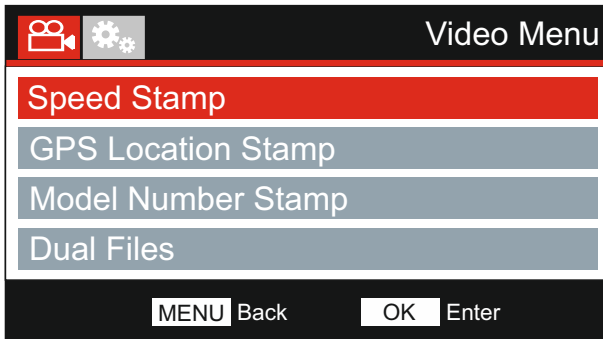 Video Menu
Speed Stamp
GPS Location Stamp
Model Number Stamp
Dual Files
MENU Back OK Enter